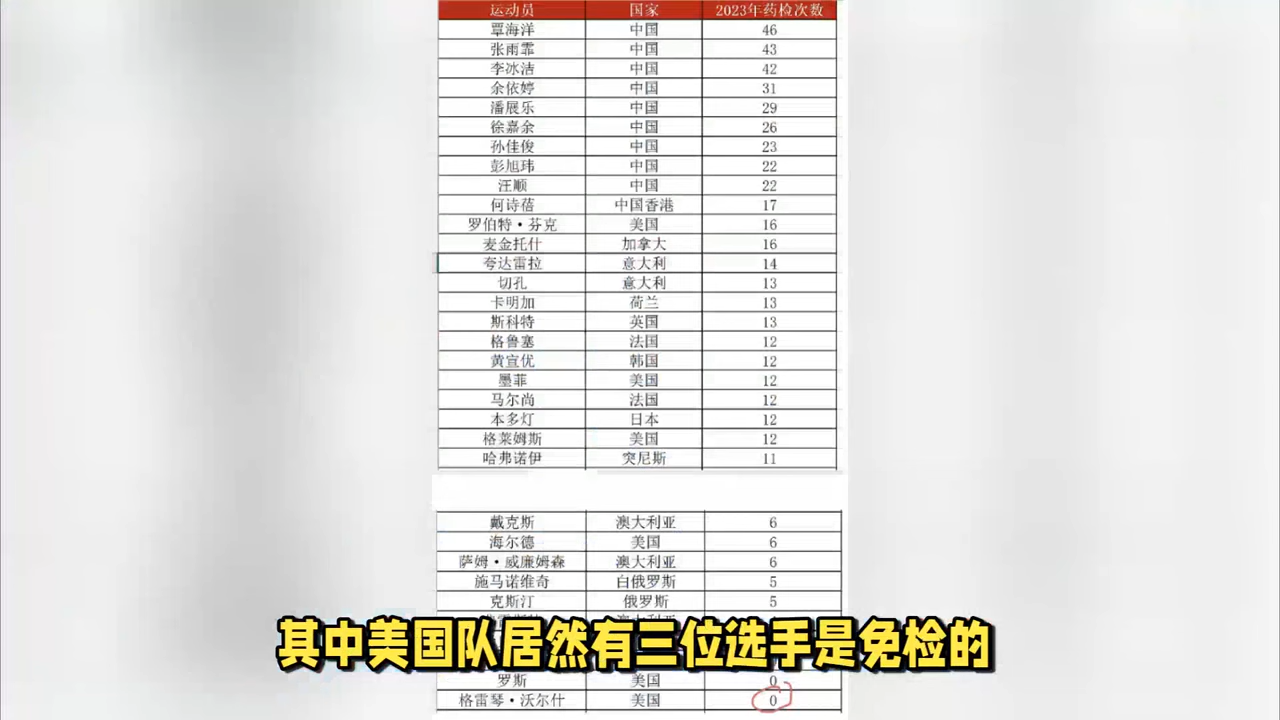 运动员 国家 2023年药检次数
覃海洋 中国 46
张雨霏 中国 43
李冰洁 中国 42
余依婷 中国 31
潘展乐 中国 29
徐嘉余 中国 26
孙佳俊 中国 23
彭旭玮 中国 22
汪顺 中国 22
何诗蓓 中国香港 17
罗伯特·芬克 美国 16
麦金托什 加拿大 16
夸达雷拉 意大利 14
切孔 意大利 13
卡明加 荷兰 13
斯科特 英国 13
格鲁塞 法国 12
黄宣优 韩国 12
墨菲 美国 12
马尔尚 法国 12
本多灯 日本 12
格莱姆斯 美国 12
哈弗诺伊 突尼斯 11
戴克斯 澳大利亚 6
海尔德 美国 6
萨姆·威廉姆森 澳大利亚 6
施马诺维奇 白俄罗斯 5
克斯汀 俄罗斯 5
其中美国队居然有三位选手是免检的
罗斯 美国 0
格雷琴·沃尔什 美国 0